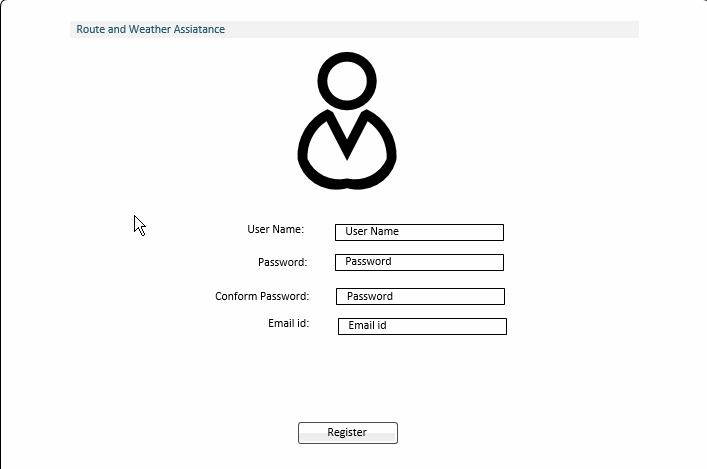 Route and Weather Assiatance
User Name: User Name
Password: Password
Conform Password: Password
Email id: Email id
Register